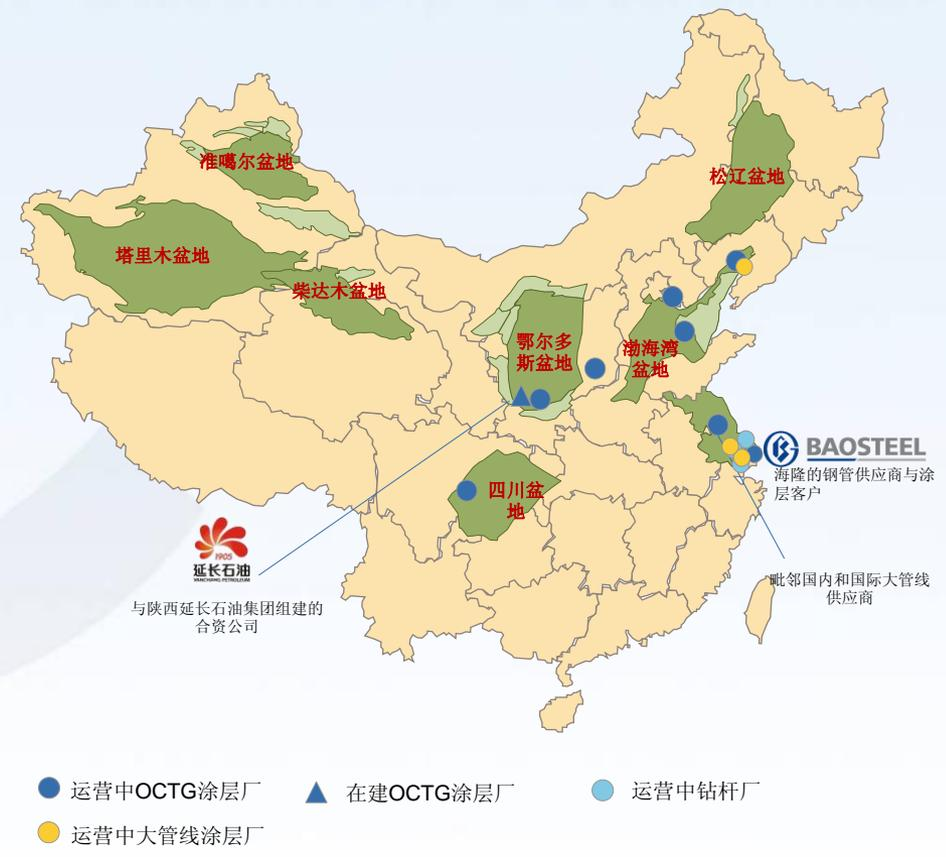 准噶尔盆地
松辽盆地
塔里木盆地
柴达木盆地
鄂尔多
斯盆地
渤海湾
盆地
BAOSTEEL
海隆的钢管供应商与涂
层客户
四川盆
地
1905
延长石油
YANCHANG PETROLEUM
毗邻国内和国际大管线
供应商
与陕西延长石油集团组建的
合资公司
运营中OCTG涂层厂
在建OCTG涂层厂
运营中钻杆厂
运营中大管线涂层厂